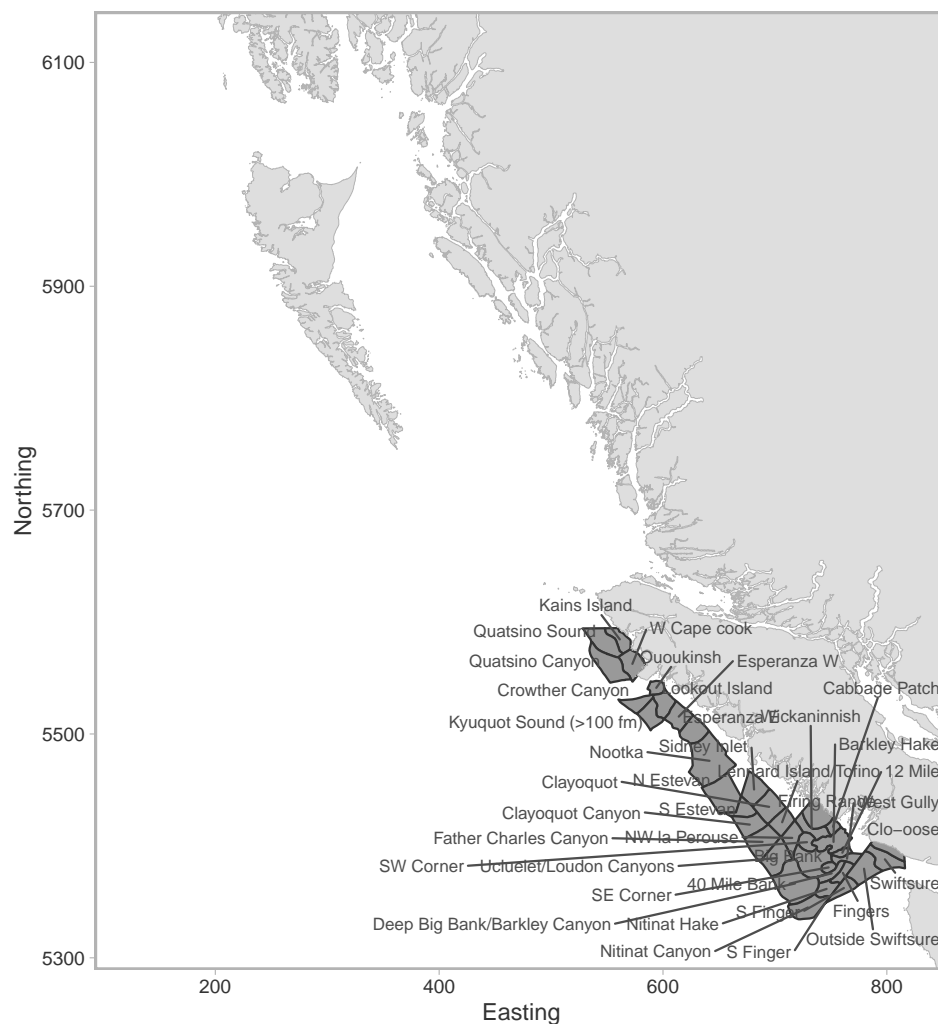 6100
5900
5700
5500
5300
Northing
Kains Island
Quatsino Sound
W Cape cook
Quatsino Canyon
Ououkinsh
Esperanza W
Crowther Canyon
Lookout Island
Cabbage Patch
Kyuquot Sound (>100 fm)
Esperanza E
Wickaninnish
Nootka
Sidney Inlet
Barkley Hake
Clayoquot
N Estevan
Lennard Island/Tofino
12 Mile
Clayoquot Canyon
S Estevan
Firing Range
West Gully
Father Charles Canyon
NW la Perouse
Clo-oose
SW Corner
Ucluelet/Loudon Canyons
Big Bank
SE Corner
40 Mile Bank
Swiftsure
Deep Big Bank/Barkley Canyon
Nitinat Hake
S Finger
Fingers
Nitinat Canyon
S Finger
Outside Swiftsure
200
400
600
800
Easting